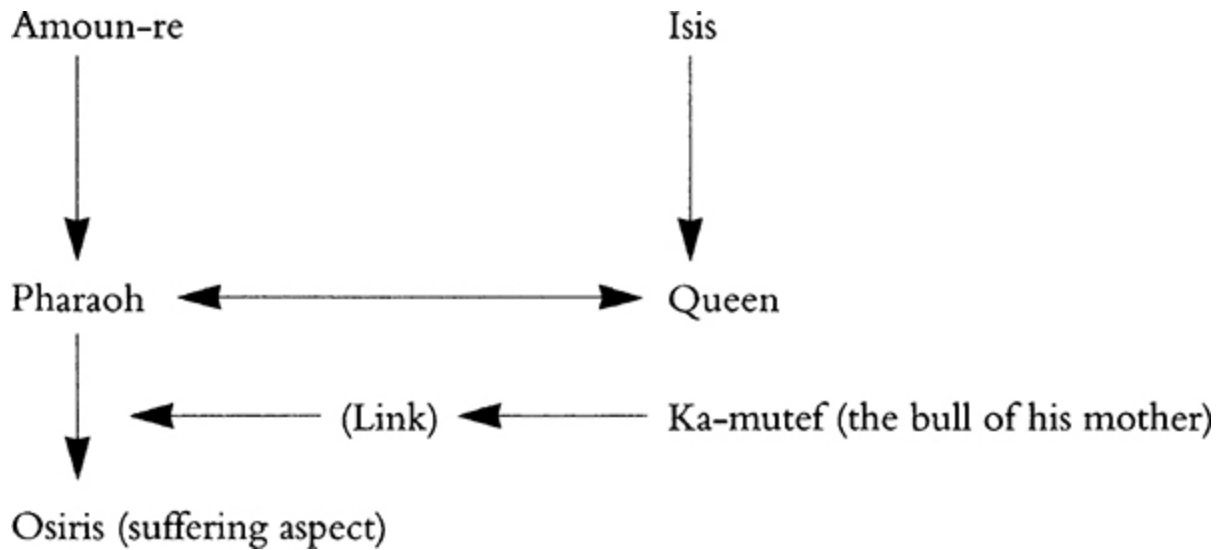 Amoun-re Isis
Pharaoh Queen
(Link) Ka-mutef (the bull of his mother)
Osiris (suffering aspect)